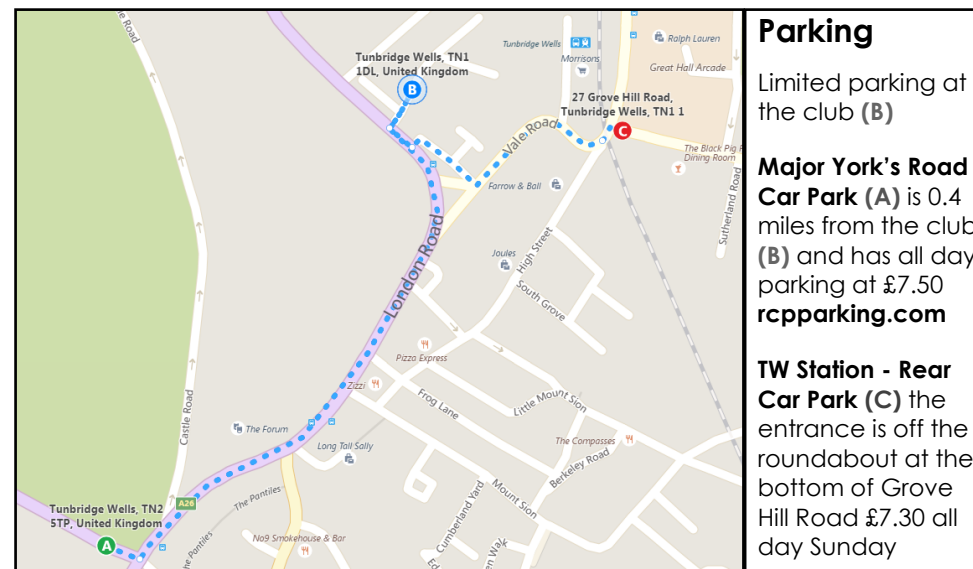 le Road
Tunbridge Wells, TN1
1DL, United Kingdom
B
Tunbridge Wells
Morrisons
Ralph Lauren
Great Hall Arcade
27 Grove Hill Road,
Tunbridge Wells, TN1 1
C
Vale Road
The Black Pig
Dining Room
Farrow & Ball
Sutherland Road
London Road
Joules
High Street
South Grove
Pizza Express
Zizzi
Frog Lane
Little Mount Sion
Castle Road
The Forum
Long Tall Sally
The Compasses
Berkeley Road
A26
The Pantiles
Mount Sion
Cumberland Yard
Tunbridge Wells, TN2
5TP, United Kingdom
A
The Pantiles
No9 Smokehouse & Bar
Parking
Limited parking at
the club (B)
Major York's Road
Car Park (A) is 0.4
miles from the club
(B) and has all day
parking at £7.50
rcpparking.com
TW Station - Rear
Car Park (C) the
entrance is off the
roundabout at the
bottom of Grove
Hill Road £7.30 all
day Sunday